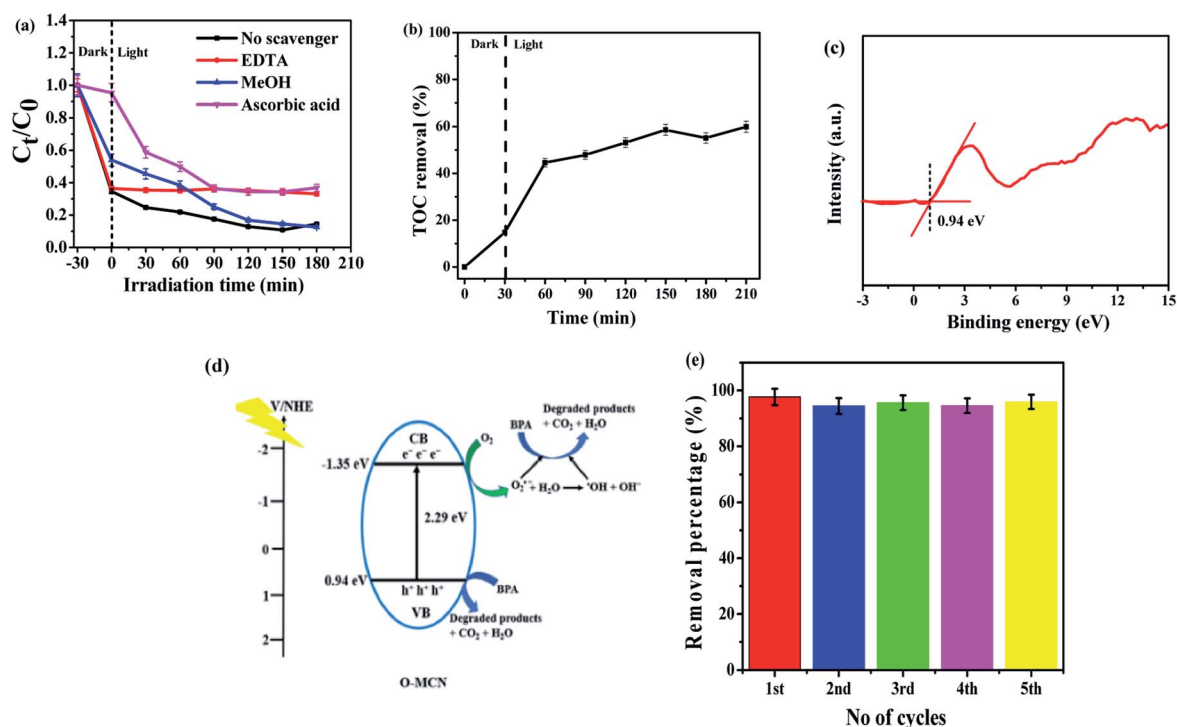 (a)
1.4
1.2
1.0
0.8
0.6
0.4
0.2
0.0
Ct/C0
Dark Light
No scavenger
EDTA
MeOH
Ascorbic acid
-30 0 30 60 90 120 150 180 210
Irradiation time (min)
(b)
100
80
60
40
20
0
TOC removal (%)
Dark Light
0 30 60 90 120 150 180 210
Time (min)
(c)
Intensity (a.u.)
0.94 eV
-3 0 3 6 9 12 15
Binding energy (eV)
(d)
V/NHE
-2
-1.35 eV
-1
0
0.94 eV
1
2
CB
e⁻ e⁻ e⁻
2.29 eV
h⁺ h⁺ h⁺
VB
O₂
BPA
Degraded products
+ CO₂ + H₂O
O₂•⁻ + H₂O → •OH + OH⁻
BPA
Degraded products
+ CO₂ + H₂O
O-MCN
(e)
100
80
60
40
20
0
Removal percentage (%)
1st 2nd 3rd 4th 5th
No of cycles